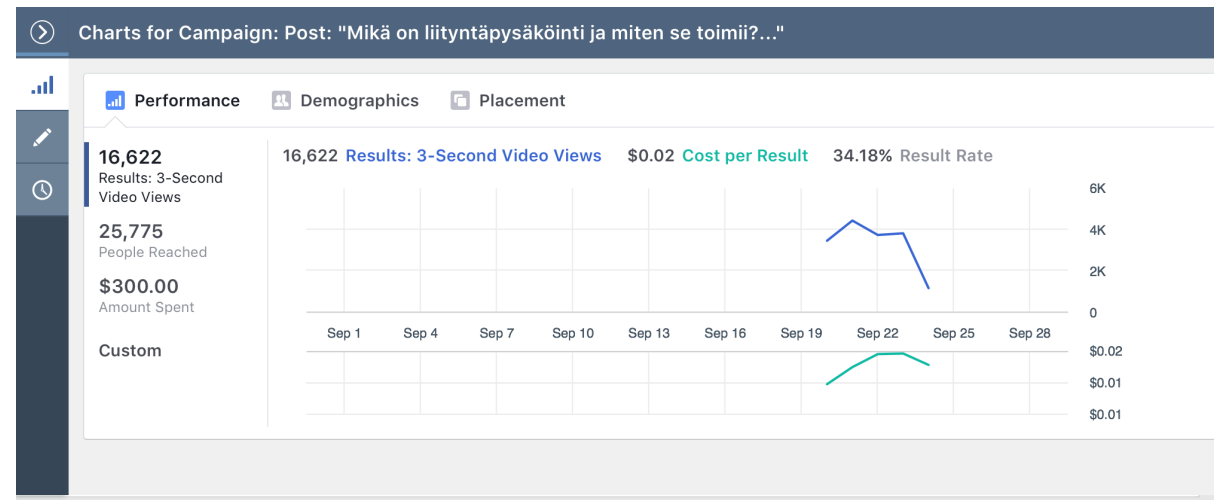 Charts for Campaign: Post: "Mikä on liityntäpysäköinti ja miten se toimii?..."
Performance Demographics Placement
16,622
Results: 3-Second
Video Views
25,775
People Reached
$300.00
Amount Spent
Custom
16,622 Results: 3-Second Video Views $0.02 Cost per Result 34.18% Result Rate
6K
4K
2K
0
Sep 1 Sep 4 Sep 7 Sep 10 Sep 13 Sep 16 Sep 19 Sep 22 Sep 25 Sep 28
$0.02
$0.01
$0.01